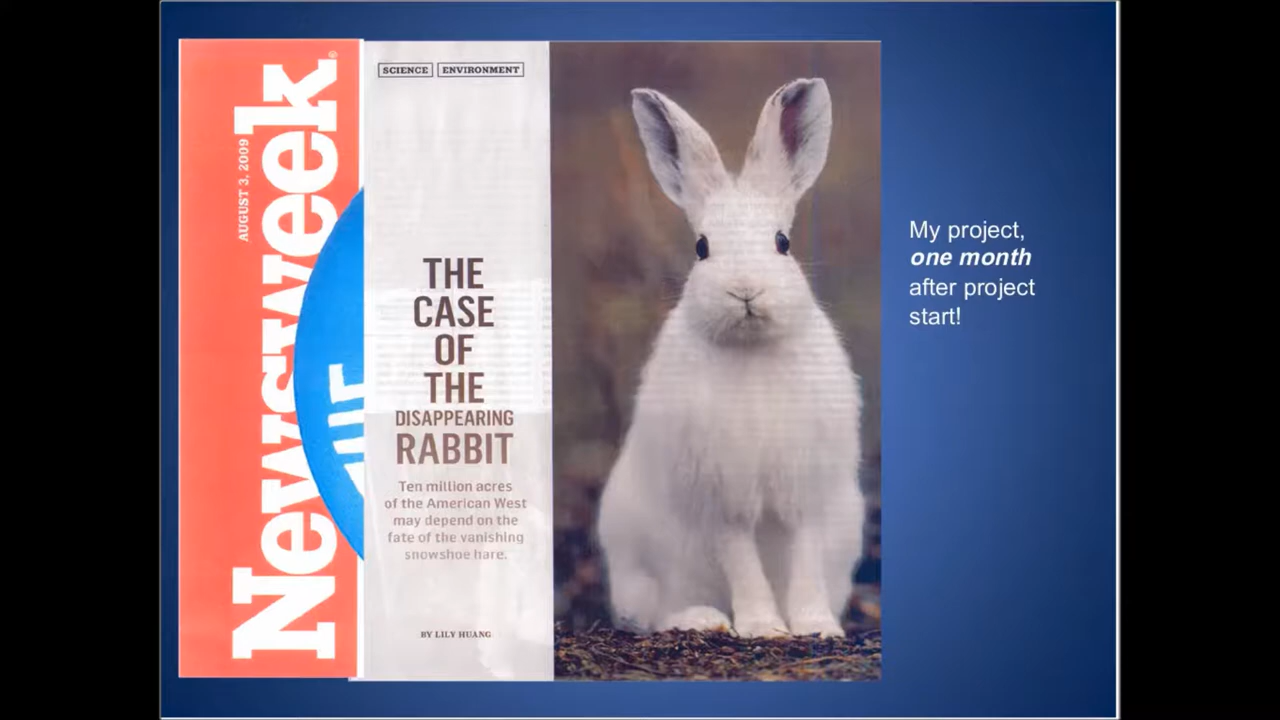 Newsweek®
AUGUST 3, 2009
SCIENCE ENVIRONMENT
THE
CASE
OF
THE
DISAPPEARING
RABBIT
Ten million acres
of the American West
may depend on the
fate of the vanishing
snowshoe hare.
BY LILY HUANG
My project,
one month
after project
start!